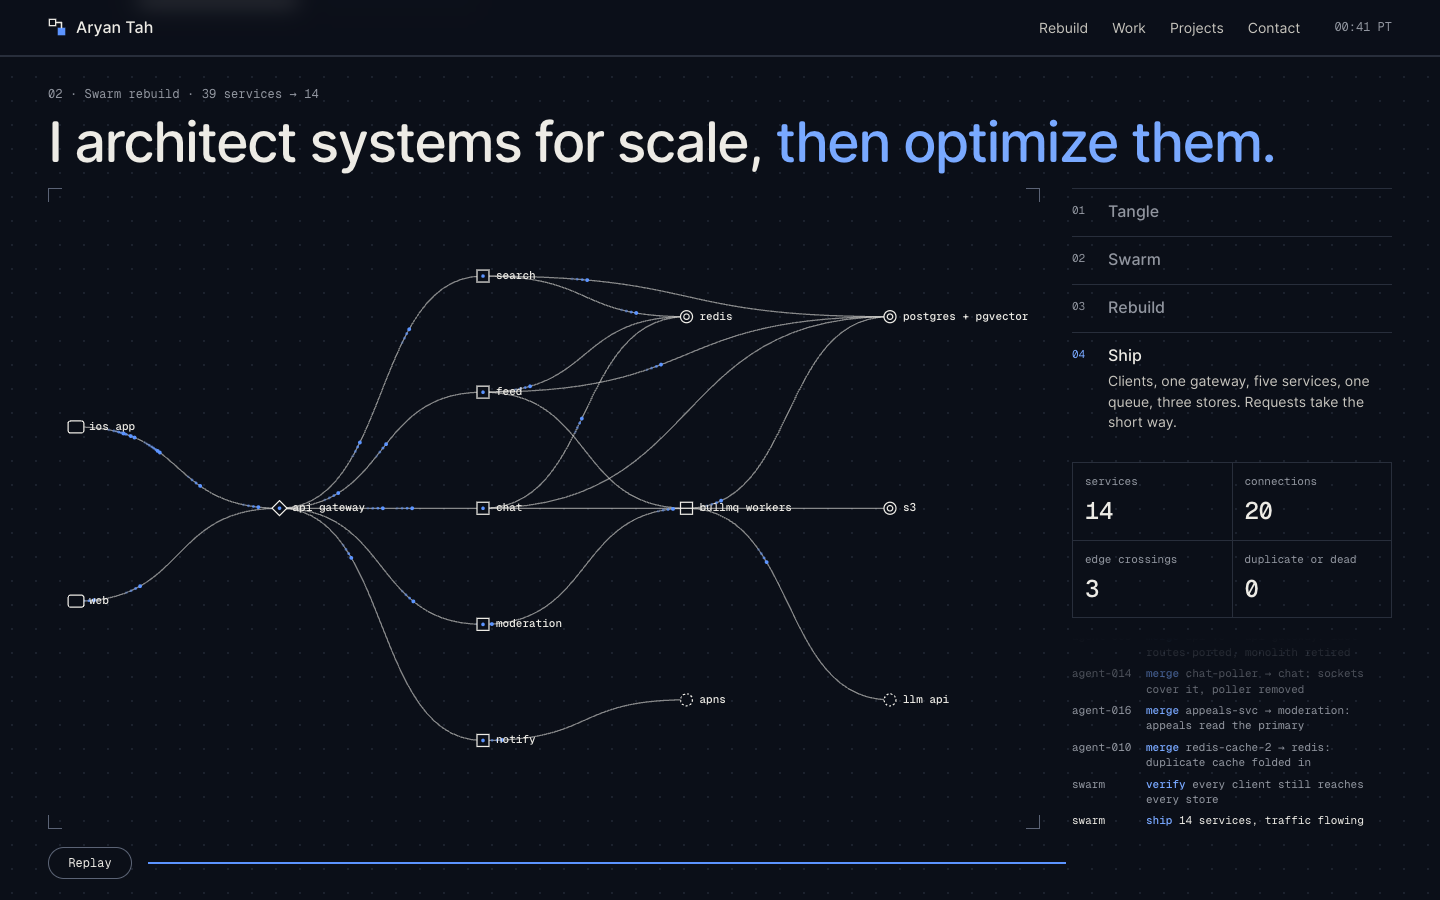 Aryan Tah
Rebuild
Work
Projects
Contact
00:41 PT
02 · Swarm rebuild · 39 services → 14
I architect systems for scale, then optimize them.
search
redis
postgres + pgvector
feed
ios app
api gateway
chat
bullmq workers
s3
web
moderation
apns
llm api
notify
01 Tangle
02 Swarm
03 Rebuild
04 Ship
Clients, one gateway, five services, one
queue, three stores. Requests take the
short way.
services
14
connections
20
edge crossings
3
duplicate or dead
0
routes ported, monolith retired
agent-014 merge chat-poller → chat: sockets
cover it, poller removed
agent-016 merge appeals-svc → moderation:
appeals read the primary
agent-010 merge redis-cache-2 → redis:
duplicate cache folded in
swarm verify every client still reaches
every store
swarm ship 14 services, traffic flowing
Replay